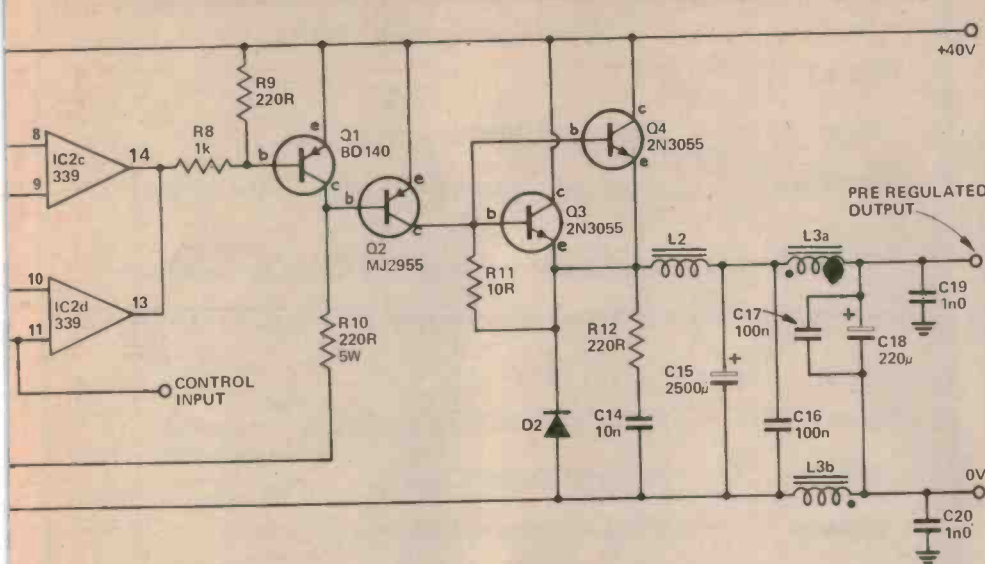 +40V
R9
220R
R8
1k
8
9
IC2c
339
14
b
e
c
Q1
BD140
b
e
c
Q2
MJ2955
b
c
e
Q4
2N3055
b
c
e
Q3
2N3055
PRE REGULATED
OUTPUT
10
11
IC2d
339
13
CONTROL
INPUT
R10
220R
5W
R11
10R
L2
L3a
R12
220R
C17
100n
+
C18
220µ
C19
1n0
D2
C14
10n
+
C15
2500µ
C16
100n
L3b
0V
C20
1n0